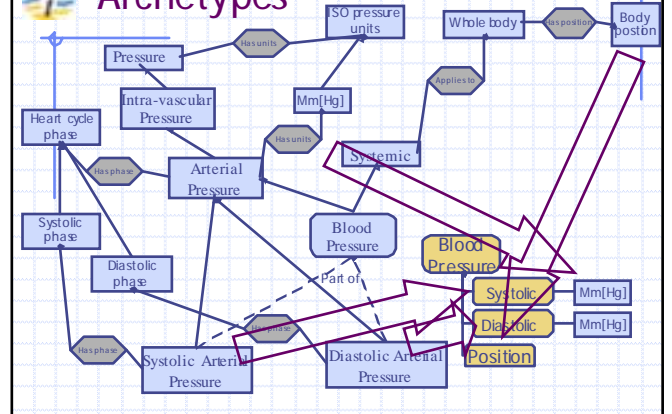 Archetypes
ISO pressure
units
Whole body
Has position
Body
postion
Has units
Pressure
Applies to
Intra-vascular
Pressure
Mm[Hg]
Heart cycle
phase
Has units
Systemic
Has phase
Arterial
Pressure
Systolic
phase
Blood
Pressure
Blood
Pressure
Diastolic
phase
Part of
Systolic
Mm[Hg]
Has phase
Diastolic
Mm[Hg]
Has phase
Systolic Arterial
Pressure
Diastolic Arterial
Pressure
Position